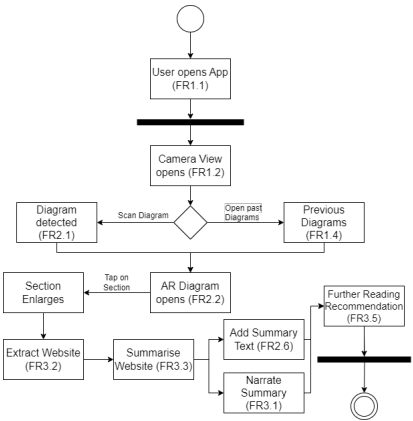 User opens App
(FR1.1)
Camera View
opens (FR1.2)
Diagram
detected
(FR2.1)
Scan Diagram
Open past
Diagrams
Previous
Diagrams
(FR1.4)
Section
Enlarges
Tap on
Section
AR Diagram
opens (FR2.2)
Further Reading
Recommendation
(FR3.5)
Extract Website
(FR3.2)
Summarise
Website (FR3.3)
Add Summary
Text (FR2.6)
Narrate
Summary
(FR3.1)